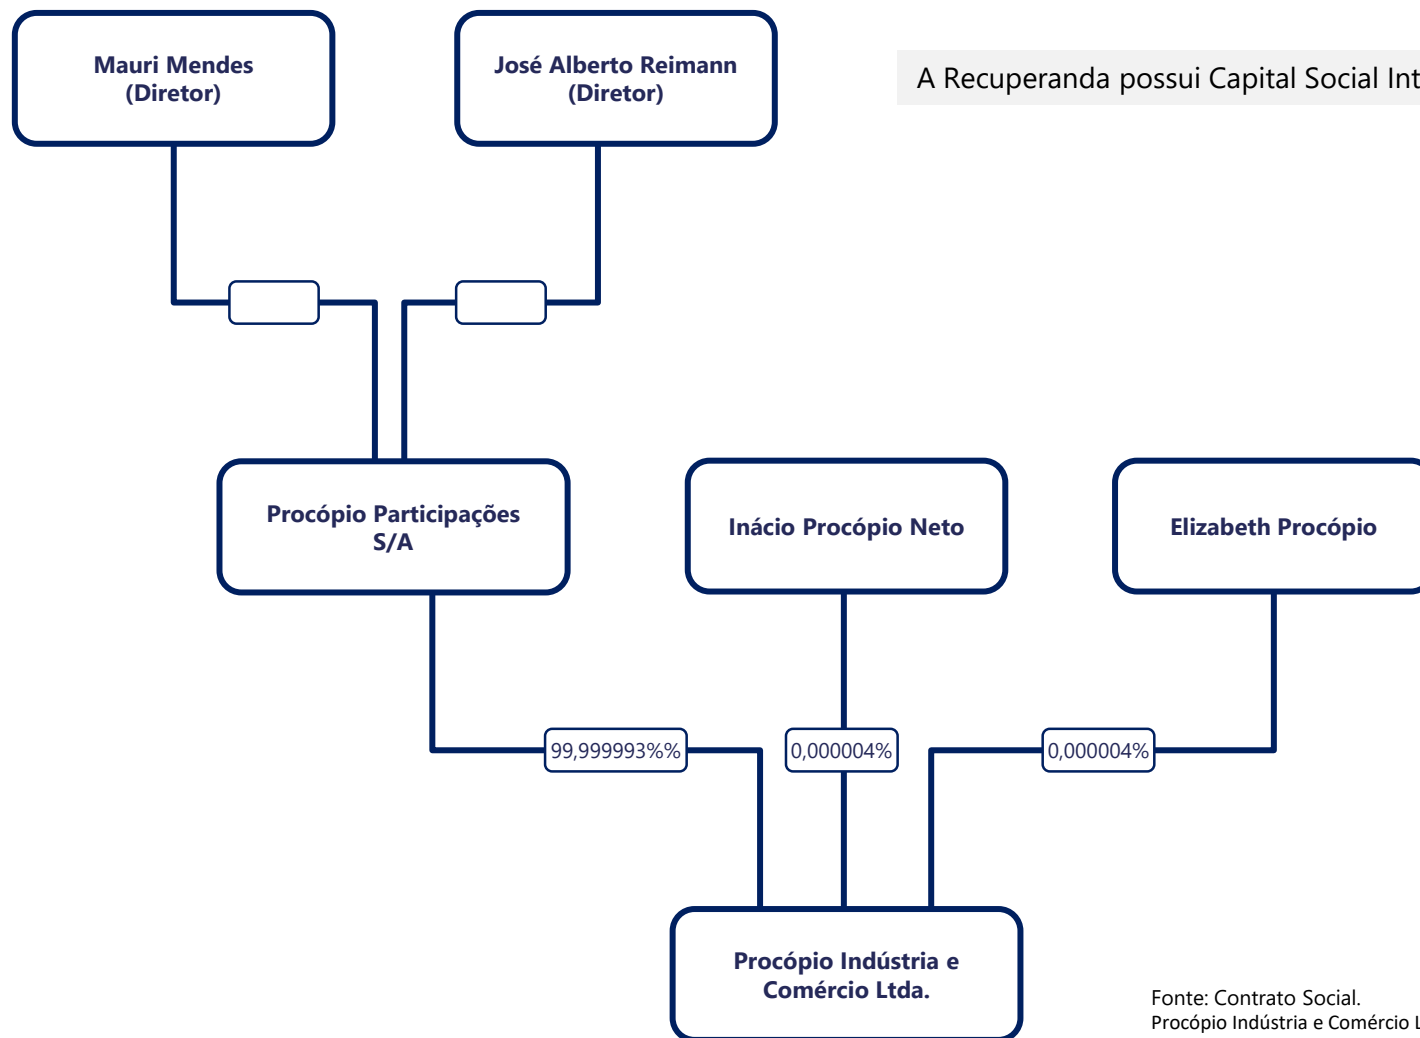 Mauri Mendes
(Diretor)
José Alberto Reimann
(Diretor)
A Recuperanda possui Capital Social Int
Procópio Participações
S/A
Inácio Procópio Neto
Elizabeth Procópio
99,999993%%
0,000004%
0,000004%
Procópio Indústria e
Comércio Ltda.
Fonte: Contrato Social.
Procópio Indústria e Comércio L